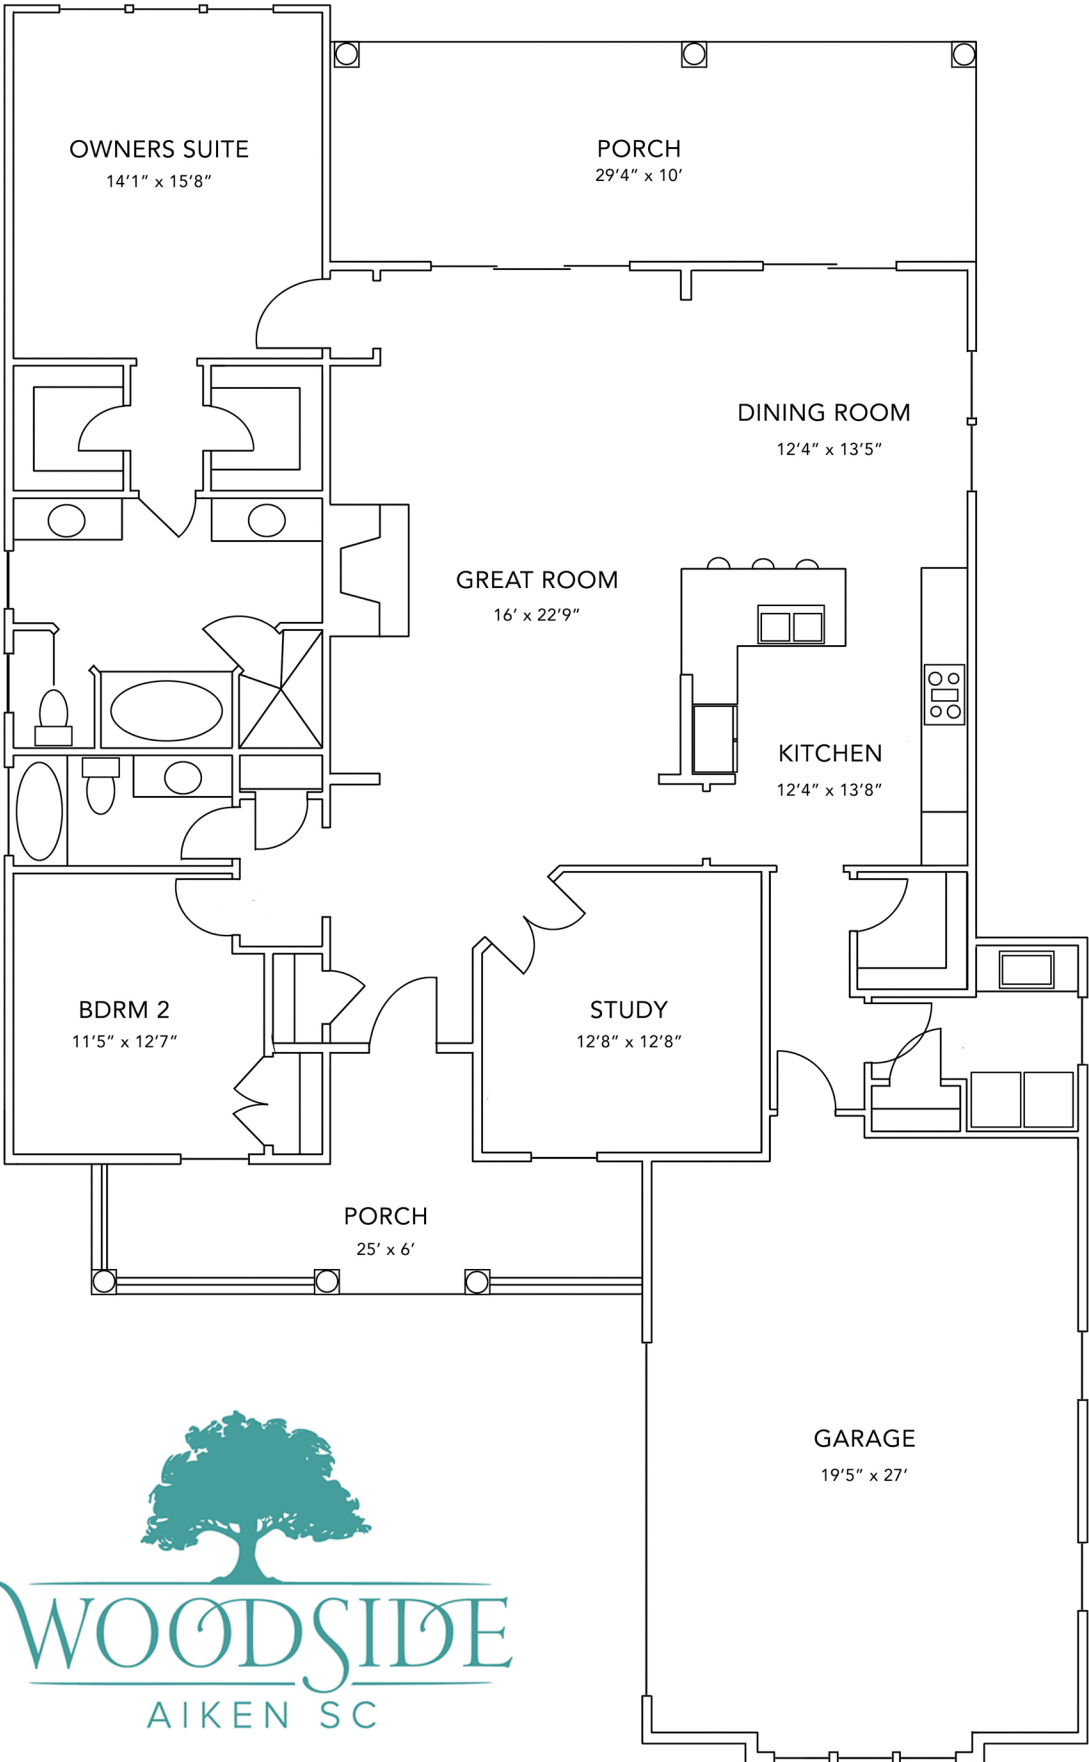 OWNERS SUITE
14’1” x 15’8”
PORCH
29’4” x 10’
DINING ROOM
12’4” x 13’5”
GREAT ROOM
16’ x 22’9”
KITCHEN
12’4” x 13’8”
BDRM 2
11’5” x 12’7”
STUDY
12’8” x 12’8”
PORCH
25’ x 6’
GARAGE
19’5” x 27’
WOODSIDE
AIKEN SC